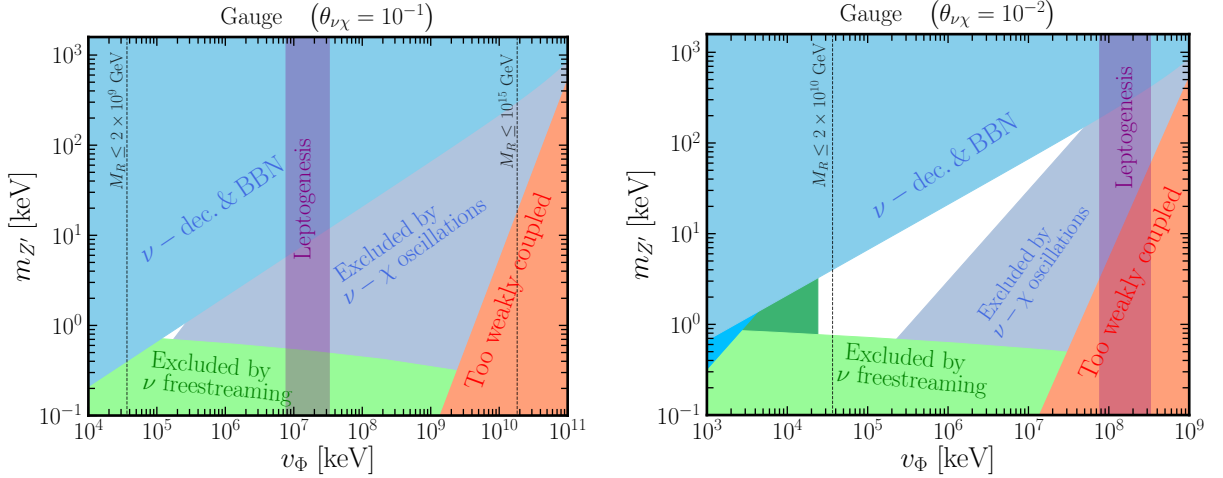 Gauge (θνχ = 10⁻¹)
10³
10²
10¹
10⁰
10⁻¹
m_Z′ [keV]
M_R ≤ 2 × 10⁹ GeV
Leptogenesis
M_R ≤ 10¹⁵ GeV
ν − dec. & BBN
Excluded by
ν − χ oscillations
Too weakly coupled
Excluded by
ν freestreaming
10⁴ 10⁵ 10⁶ 10⁷ 10⁸ 10⁹ 10¹⁰ 10¹¹
v_Φ [keV]
Gauge (θνχ = 10⁻²)
10³
10²
10¹
10⁰
10⁻¹
m_Z′ [keV]
M_R ≤ 2 × 10¹⁰ GeV
Leptogenesis
ν − dec. & BBN
Excluded by
ν − χ oscillations
Too weakly coupled
Excluded by
ν freestreaming
10³ 10⁴ 10⁵ 10⁶ 10⁷ 10⁸ 10⁹
v_Φ [keV]